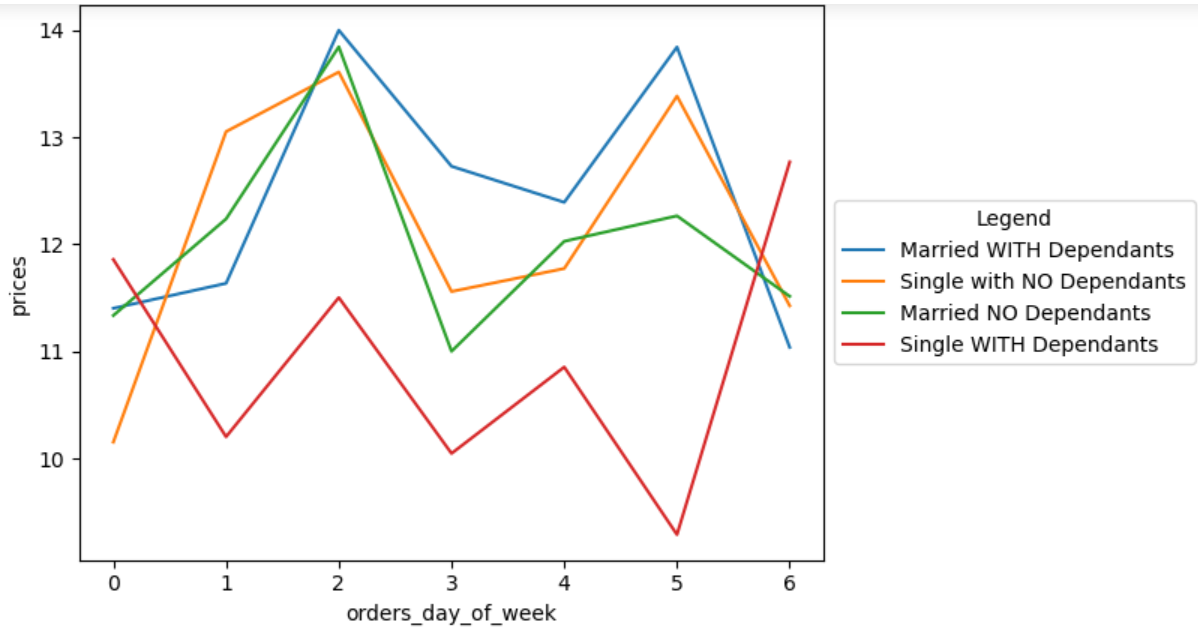 14
13
12
11
10
prices
0 1 2 3 4 5 6
orders_day_of_week
Legend
Married WITH Dependants
Single with NO Dependants
Married NO Dependants
Single WITH Dependants